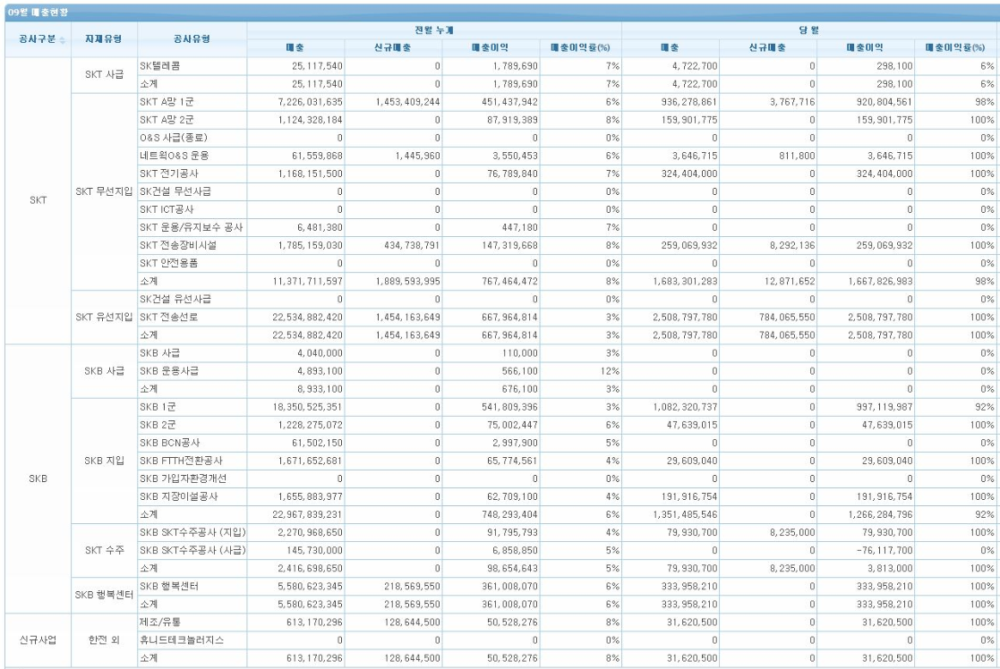 09월 매출현황
공사구분 자재유형 공사유형 전월 누계 당월
매출 신규매출 매출이익 매출이익률(%) 매출 신규매출 매출이익 매출이익률(%)
SKT SKT 사급 SK텔레콤 25,117,540 0 1,789,690 7% 4,722,700 0 298,100 6%
소계 25,117,540 0 1,789,690 7% 4,722,700 0 298,100 6%
SKT 무선지입 SKT A망 1군 7,226,031,635 1,453,409,244 451,437,942 6% 936,278,861 3,767,716 920,804,561 98%
SKT A망 2군 1,124,328,184 0 87,919,389 8% 159,901,775 0 159,901,775 100%
O&S 사급(종료) 0 0 0 0% 0 0 0 0%
네트웍O&S 운용 61,559,868 1,445,960 3,550,453 6% 3,646,715 811,800 3,646,715 100%
SKT 전기공사 1,168,151,500 0 76,789,840 7% 324,404,000 0 324,404,000 100%
SK건설 무선사급 0 0 0 0% 0 0 0 0%
SKT ICT공사 0 0 0 0% 0 0 0 0%
SKT 운용/유지보수 공사 6,481,380 0 447,180 7% 0 0 0 0%
SKT 전송장비시설 1,785,159,030 434,738,791 147,319,668 8% 259,069,932 8,292,136 259,069,932 100%
SKT 안전용품 0 0 0 0% 0 0 0 0%
소계 11,371,711,597 1,889,593,995 767,464,472 8% 1,683,301,283 12,871,652 1,667,826,983 98%
SKT 유선지입 SK건설 유선사급 0 0 0 0% 0 0 0 0%
SKT 전송선로 22,534,882,420 1,454,163,649 667,964,814 3% 2,508,797,780 784,065,550 2,508,797,780 100%
소계 22,534,882,420 1,454,163,649 667,964,814 3% 2,508,797,780 784,065,550 2,508,797,780 100%
SKB SKB 사급 SKB 사급 4,040,000 0 110,000 3% 0 0 0 0%
SKB 운용사급 4,893,100 0 566,100 12% 0 0 0 0%
소계 8,933,100 0 676,100 3% 0 0 0 0%
SKB 지입 SKB 1군 18,350,525,351 0 541,809,396 3% 1,082,320,737 0 997,119,987 92%
SKB 2군 1,228,275,072 0 75,002,447 6% 47,639,015 0 47,639,015 100%
SKB BCN공사 61,502,150 0 2,997,900 5% 0 0 0 0%
SKB FTTH전환공사 1,671,652,681 0 65,774,561 4% 29,609,040 0 29,609,040 100%
SKB 가입자환경개선 0 0 0 0% 0 0 0 0%
SKB 지장이설공사 1,655,883,977 0 62,709,100 4% 191,916,754 0 191,916,754 100%
소계 22,967,839,231 0 748,293,404 6% 1,351,485,546 0 1,266,284,796 92%
SKT 수주 SKB SKT수주공사 (지입) 2,270,968,650 0 91,795,793 4% 79,930,700 8,235,000 79,930,700 100%
SKB SKT수주공사 (사급) 145,730,000 0 6,858,850 5% 0 0 -76,117,700 0%
소계 2,416,698,650 0 98,654,643 5% 79,930,700 8,235,000 3,813,000 100%
SKB 행복센터 SKB 행복센터 5,580,623,345 218,569,550 361,008,070 6% 333,958,210 0 333,958,210 100%
소계 5,580,623,345 218,569,550 361,008,070 6% 333,958,210 0 333,958,210 100%
신규사업 한전 외 제조/유통 613,170,296 128,644,500 50,528,276 8% 31,620,500 0 31,620,500 100%
휴니드테크놀러지스 0 0 0 0% 0 0 0 0%
소계 613,170,296 128,644,500 50,528,276 8% 31,620,500 0 31,620,500 100%